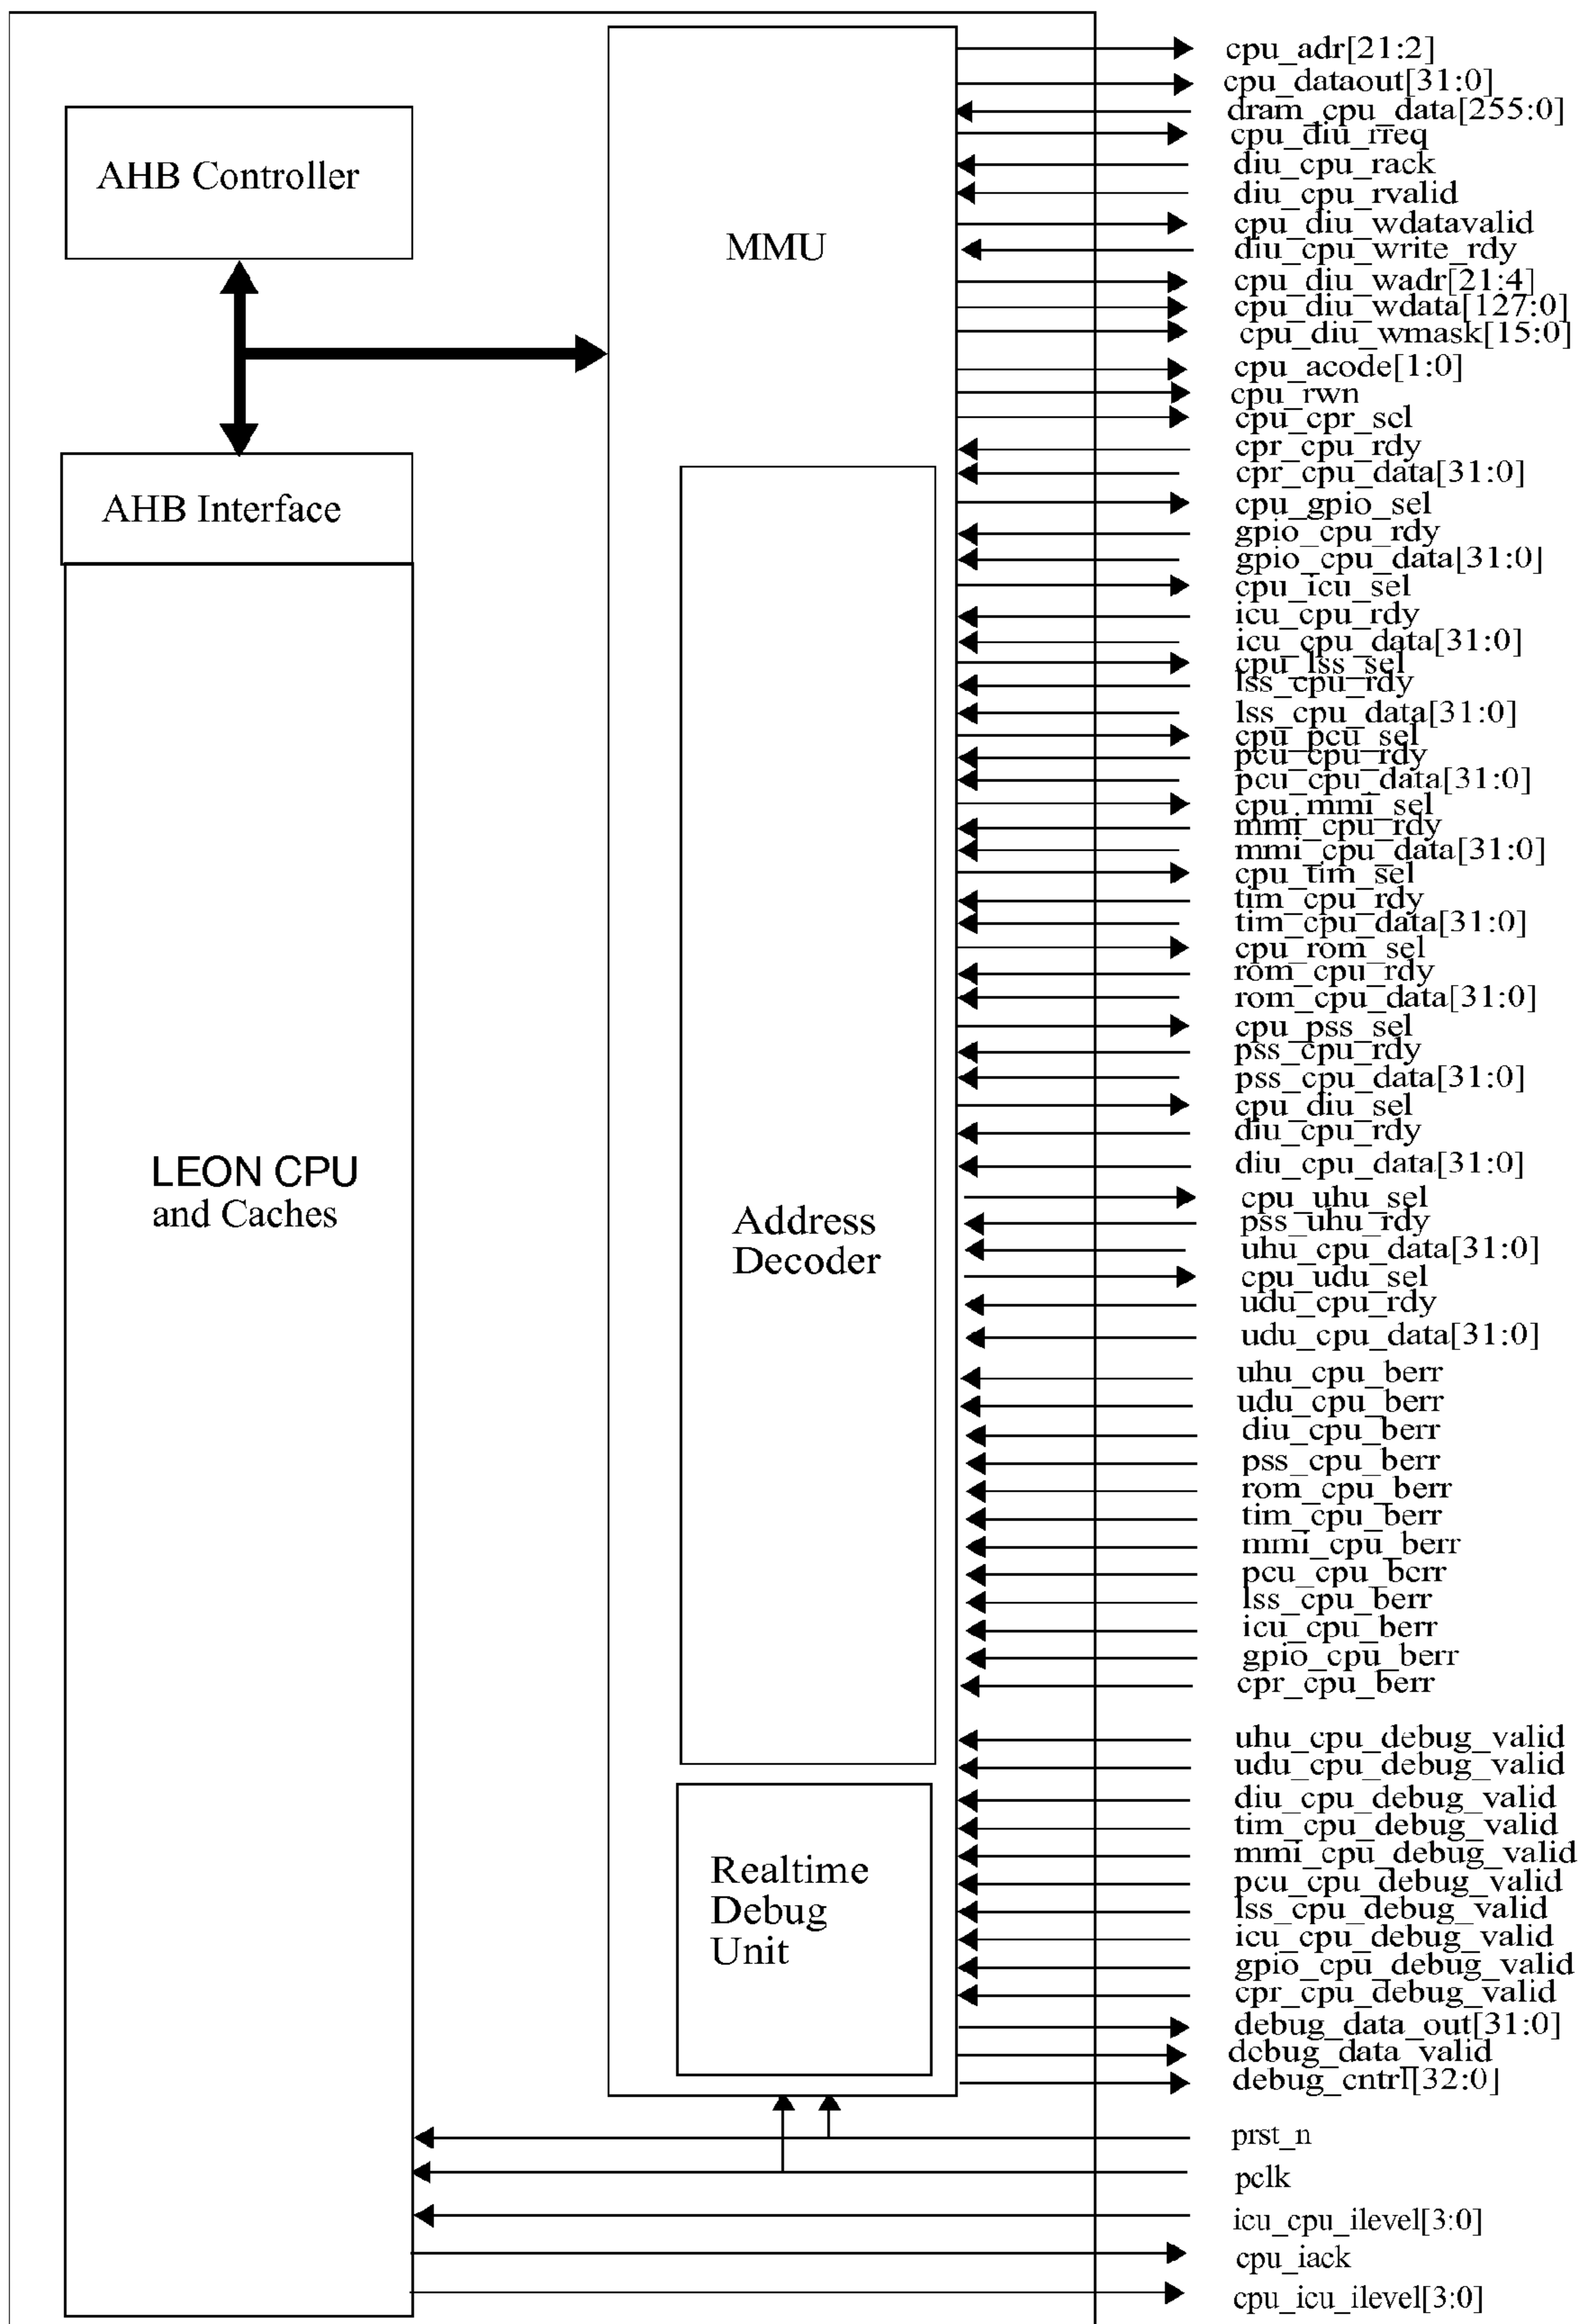 AHB Controller
AHB Interface
LEON CPU
and Caches
MMU
Address
Decoder
Realtime
Debug
Unit
cpu_adr[21:2]
cpu_dataout[31:0]
dram_cpu_data[255:0]
cpu_diu_rreq
diu_cpu_rack
diu_cpu_rvalid
cpu_diu_wdatavalid
diu_cpu_write_rdy
cpu_diu_wadr[21:4]
cpu_diu_wdata[127:0]
cpu_diu_wmask[15:0]
cpu_acode[1:0]
cpu_rwn
cpu_cpr_sel
cpr_cpu_rdy
cpr_cpu_data[31:0]
cpu_gpio_sel
gpio_cpu_rdy
gpio_cpu_data[31:0]
cpu_icu_sel
icu_cpu_rdy
icu_cpu_data[31:0]
cpu_lss_sel
lss_cpu_rdy
lss_cpu_data[31:0]
cpu_pcu_sel
pcu_cpu_rdy
pcu_cpu_data[31:0]
cpu_mmi_sel
mmi_cpu_rdy
mmi_cpu_data[31:0]
cpu_tim_sel
tim_cpu_rdy
tim_cpu_data[31:0]
cpu_rom_sel
rom_cpu_rdy
rom_cpu_data[31:0]
cpu_pss_sel
pss_cpu_rdy
pss_cpu_data[31:0]
cpu_diu_sel
diu_cpu_rdy
diu_cpu_data[31:0]
cpu_uhu_sel
pss_uhu_rdy
uhu_cpu_data[31:0]
cpu_udu_sel
udu_cpu_rdy
udu_cpu_data[31:0]
uhu_cpu_berr
udu_cpu_berr
diu_cpu_berr
pss_cpu_berr
rom_cpu_berr
tim_cpu_berr
mmi_cpu_berr
pcu_cpu_berr
lss_cpu_berr
icu_cpu_berr
gpio_cpu_berr
cpr_cpu_berr
uhu_cpu_debug_valid
udu_cpu_debug_valid
diu_cpu_debug_valid
tim_cpu_debug_valid
mmi_cpu_debug_valid
pcu_cpu_debug_valid
lss_cpu_debug_valid
icu_cpu_debug_valid
gpio_cpu_debug_valid
cpr_cpu_debug_valid
debug_data_out[31:0]
debug_data_valid
debug_cntrl[32:0]
prst_n
pclk
icu_cpu_ilevel[3:0]
cpu_iack
cpu_icu_ilevel[3:0]